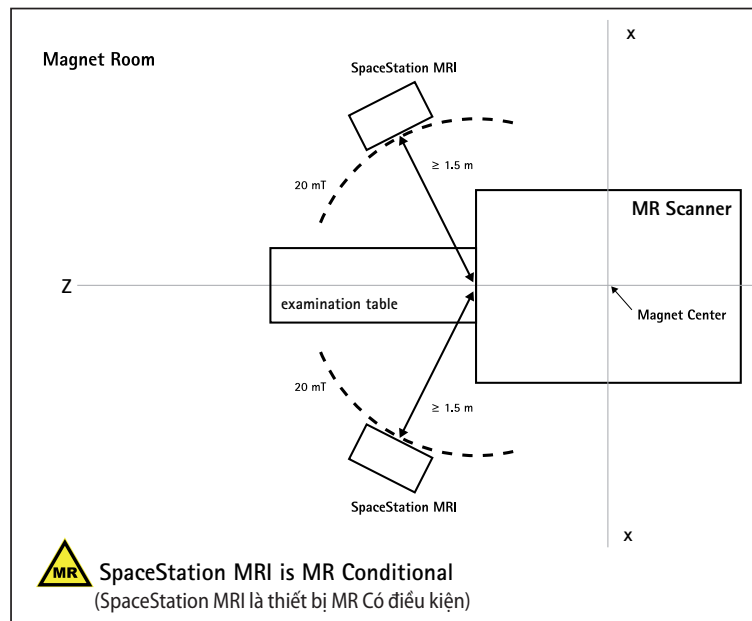 X
Magnet Room
SpaceStation MRI
≥ 1.5 m
20 mT
MR Scanner
Z
examination table
Magnet Center
20 mT
≥ 1.5 m
SpaceStation MRI
X
MR
SpaceStation MRI is MR Conditional
(SpaceStation MRI là thiết bị MR Có điều kiện)